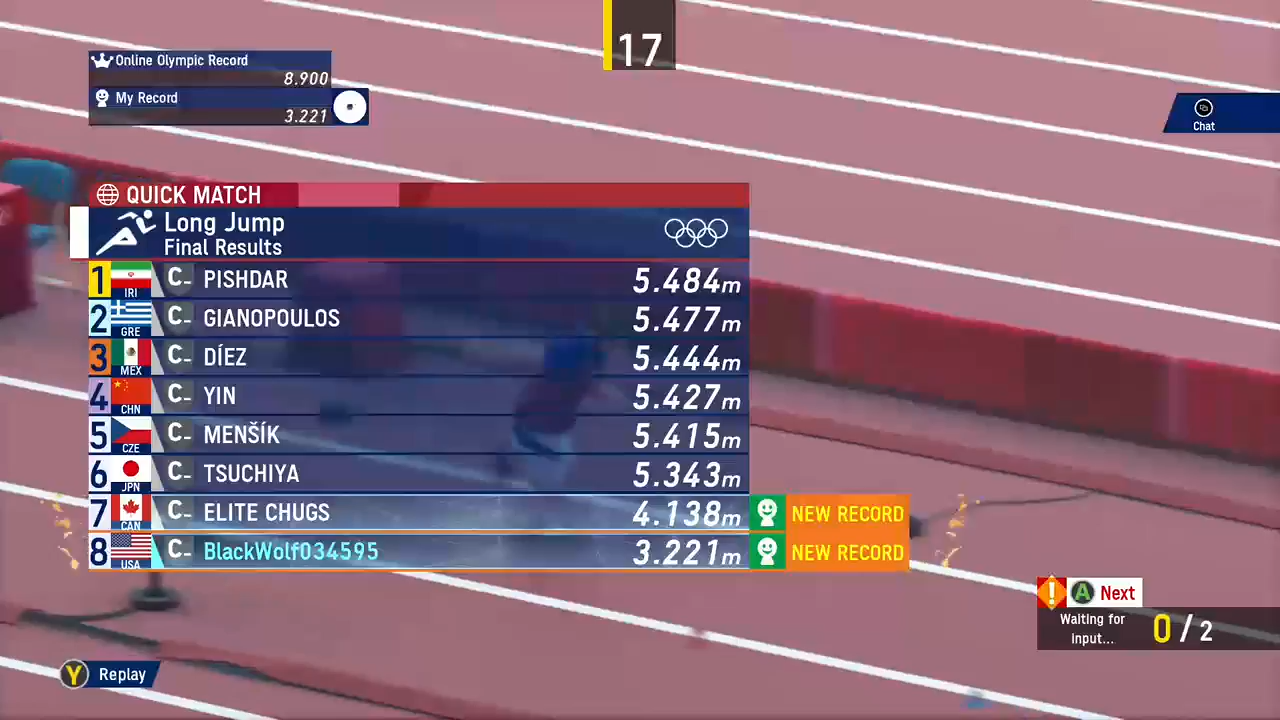 17
Online Olympic Record
8.900
My Record
3.221
Chat
QUICK MATCH
Long Jump
Final Results
1 IRI C- PISHDAR 5.484m
2 GRE C- GIANOPOULOS 5.477m
3 MEX C- DÍEZ 5.444m
4 CHN C- YIN 5.427m
5 CZE C- MENŠÍK 5.415m
6 JPN C- TSUCHIYA 5.343m
7 CAN C- ELITE CHUGS 4.138m NEW RECORD
8 USA C- BlackWolf034595 3.221m NEW RECORD
! A Next
Waiting for
input... 0 / 2
Y Replay